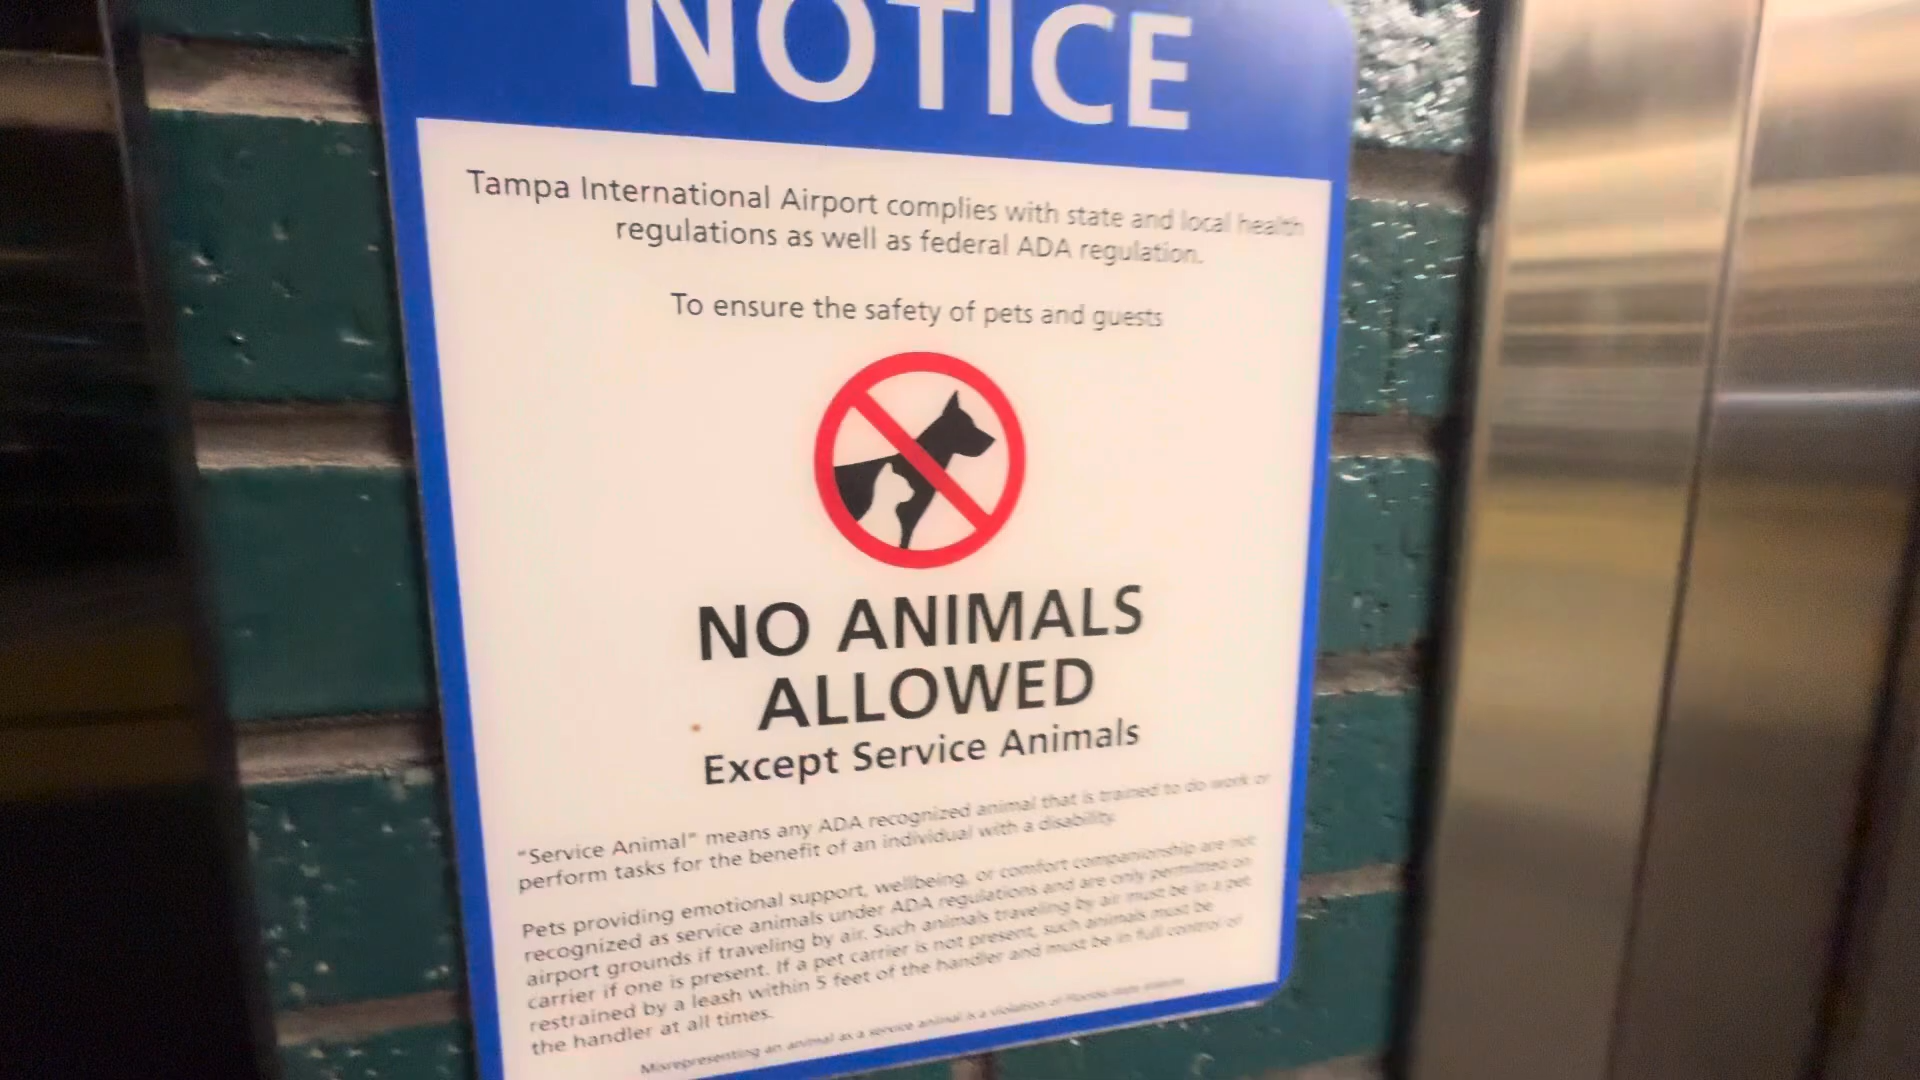 NOTICE
Tampa International Airport complies with state and local health
regulations as well as federal ADA regulation.
To ensure the safety of pets and guests
NO ANIMALS
ALLOWED
Except Service Animals
"Service Animal" means any ADA recognized animal that is trained to do work or
perform tasks for the benefit of an individual with a disability.
Pets providing emotional support, wellbeing, or comfort companionship are not
recognized as service animals under ADA regulations and are only permitted on
airport grounds if traveling by air. Such animals traveling by air must be in a pet
carrier if one is present. If a pet carrier is not present, such animals must be
restrained by a leash within 5 feet of the handler and must be in full control of
the handler at all times.
Misrepresenting an animal as a service animal is a violation of Florida state statute.